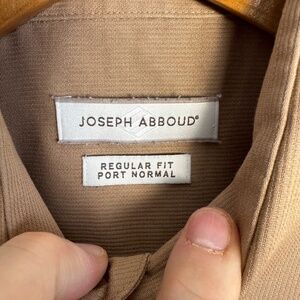 JOSEPH ABBOUD®
REGULAR FIT
PORT NORMAL